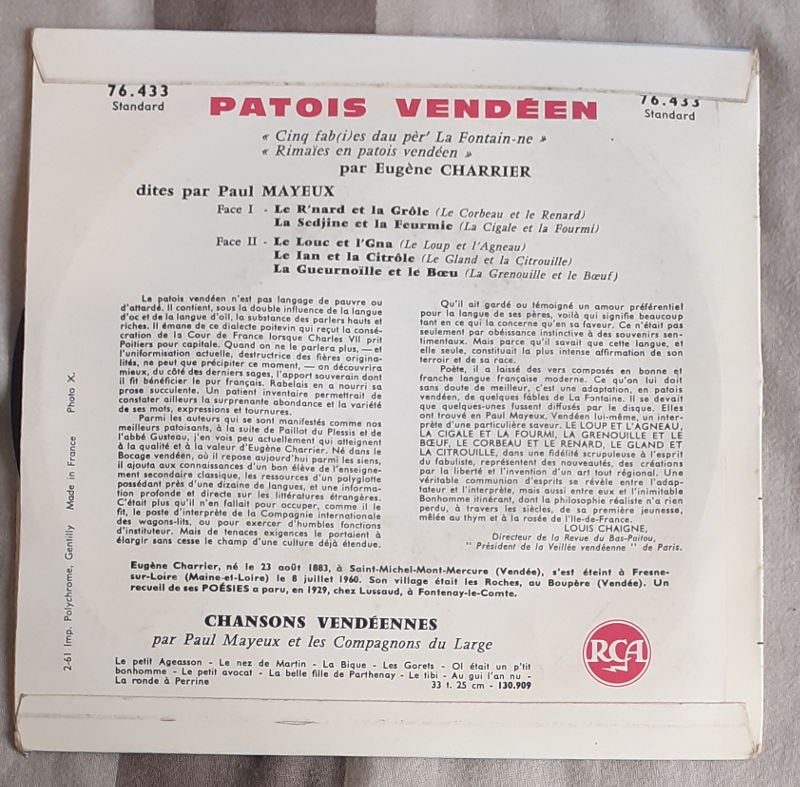 76.433
Standard
76.433
Standard
PATOIS VENDÉEN
« Cinq fab(i)es dau pèr' La Fontain-ne »
« Rimaïes en patois vendéen »
par Eugène CHARRIER
dites par Paul MAYEUX
Face I - Le R'nard et la Grôle (Le Corbeau et le Renard)
La Sedjine et la Feurmie (La Cigale et la Fourmi)
Face II - Le Louc et l'Gna (Le Loup et l'Agneau)
Le Ian et la Citrôle (Le Gland et la Citrouille)
La Gueurnoïlle et le Bœu (La Grenouille et le Bœuf)
Le patois vendéen n'est pas langage de pauvre ou
d'attardé. Il contient, sous la double influence de la langue
d'oc et de la langue d'oïl, la substance des parlers hauts et
riches. Il émane de ce dialecte poitevin qui reçut la consé-
cration de la Cour de France lorsque Charles VII prit
Poitiers pour capitale. Quand on ne le parlera plus, — et
l'uniformisation actuelle, destructrice des fières origina-
lités, ne peut que précipiter ce moment, — on découvrira
mieux, du côté des derniers sages, l'apport souverain dont
il fit bénéficier le pur français. Rabelais en a nourri sa
prose succulente. Un patient inventaire permettrait de
constater ailleurs la surprenante abondance et la variété
de ses mots, expressions et tournures.
Parmi les auteurs qui se sont manifestés comme nos
meilleurs patoisants, à la suite de Paillot du Plessis et de
l'abbé Gusteau, j'en vois peu actuellement qui atteignent
à la qualité et à la valeur d'Eugène Charrier. Né dans le
Bocage vendéen, où il repose aujourd'hui parmi les siens,
il ajouta aux connaissances d'un bon élève de l'enseigne-
ment secondaire classique, les ressources d'un polyglotte
possédant près d'une dizaine de langues, et une informa-
tion profonde et directe sur les littératures étrangères.
C'était plus qu'il n'en fallait pour occuper, comme il le
fit, le poste d'interprète de la Compagnie internationale
des wagons-lits, ou pour exercer d'humbles fonctions
d'instituteur. Mais de tenaces exigences le portaient à
élargir sans cesse le champ d'une culture déjà étendue.
Qu'il ait gardé ou témoigné un amour préférentiel
pour la langue de ses pères, voilà qui signifie beaucoup
tant en ce qui la concerne qu'en sa faveur. Ce n'était pas
seulement par obéissance instinctive à des souvenirs sen-
timentaux. Mais parce qu'il savait que cette langue, et
elle seule, constituait la plus intense affirmation de son
terroir et de sa race.
Poète, il a laissé des vers composés en bonne et
franche langue française moderne. Ce qu'on lui doit
sans doute de meilleur, c'est une adaptation, en patois
vendéen, de quelques fables de La Fontaine. Il se devait
que quelques-unes fussent diffusés par le disque. Elles
ont trouvé en Paul Mayeux, Vendéen lui-même, un inter-
prète d'une particulière saveur. LE LOUP ET L'AGNEAU,
LA CIGALE ET LA FOURMI, LA GRENOUILLE ET LE
BŒUF, LE CORBEAU ET LE RENARD, LE GLAND ET
LA CITROUILLE, dans une fidélité scrupuleuse à l'esprit
du fabuliste, représentent des nouveautés, des créations
par la liberté et l'invention d'un art tout régional. Une
véritable communion d'esprits se révèle entre l'adap-
tateur et l'interprète, mais aussi entre eux et l'inimitable
Bonhomme itinérant, dont la philosophie réaliste n'a rien
perdu, à travers les siècles, de sa première jeunesse,
mêlée au thym et à la rosée de l'Ile-de-France.
LOUIS CHAIGNE,
Directeur de la Revue du Bas-Poitou,
" Président de la Veillée vendéenne " de Paris.
Eugène Charrier, né le 23 août 1883, à Saint-Michel-Mont-Mercure (Vendée), s'est éteint à Fresne-
sur-Loire (Maine-et-Loire) le 8 juillet 1960. Son village était les Roches, au Boupère (Vendée). Un
recueil de ses POÉSIES a paru, en 1929, chez Lussaud, à Fontenay-le-Comte.
CHANSONS VENDÉENNES
par Paul Mayeux et les Compagnons du Large
Le petit Ageasson - Le nez de Martin - La Bique - Les Gorets - Ol était un p'tit
bonhomme - Le petit avocat - La belle fille de Parthenay - Le tibi - Au gui l'an nu -
La ronde à Perrine
33 t. 25 cm - 130.909
RCA
2-61 Imp. Polychrome, Gentilly Made in France Photo X.